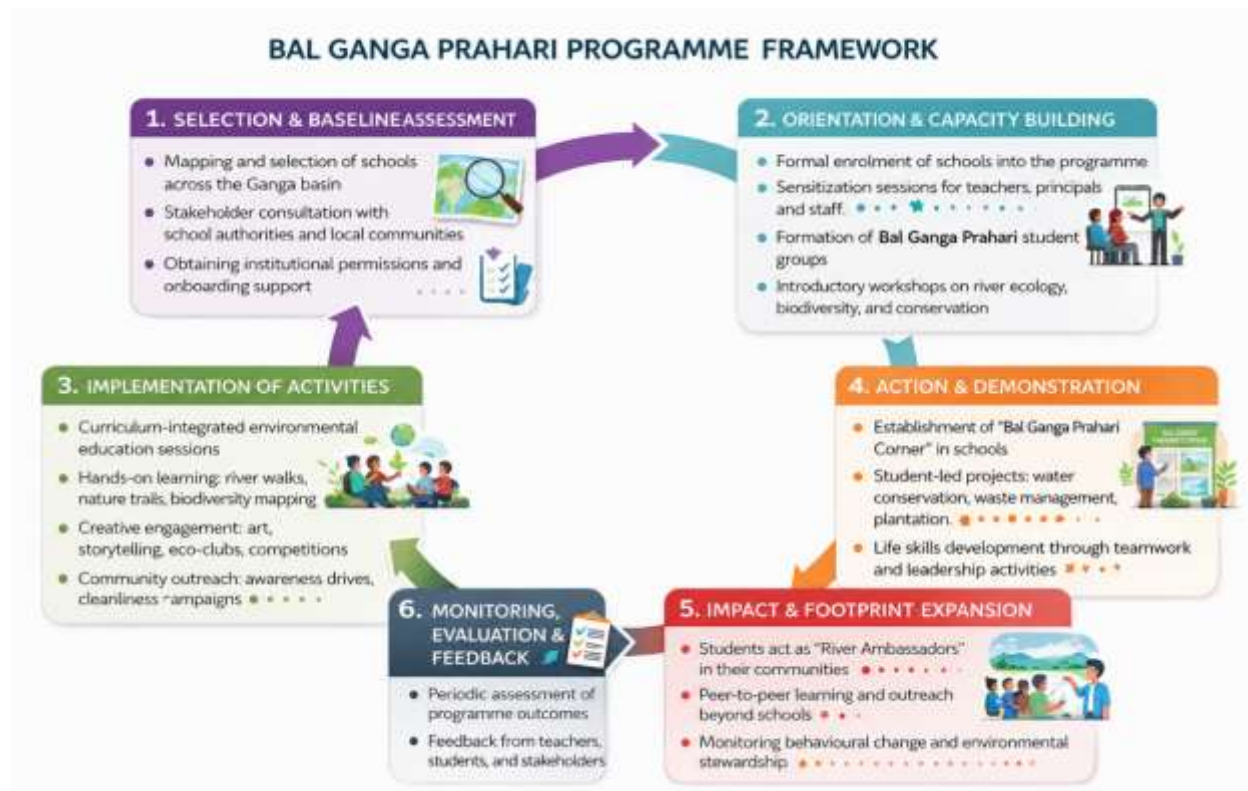 BAL GANGA PRAHARI PROGRAMME FRAMEWORK
1. SELECTION & BASELINE ASSESSMENT
• Mapping and selection of schools
across the Ganga basin
• Stakeholder consultation with
school authorities and local communities
• Obtaining institutional permissions and
onboarding support
2. ORIENTATION & CAPACITY BUILDING
• Formal enrolment of schools into the programme
• Sensitization sessions for teachers, principals
and staff.
• Formation of Bal Ganga Prahari student
groups
• Introductory workshops on river ecology,
biodiversity, and conservation
3. IMPLEMENTATION OF ACTIVITIES
• Curriculum-integrated environmental
education sessions
• Hands-on learning: river walks,
nature trails, biodiversity mapping
• Creative engagement: art,
storytelling, eco-clubs, competitions
• Community outreach: awareness drives,
cleanliness campaigns
4. ACTION & DEMONSTRATION
• Establishment of "Bal Ganga Prahari
Corner" in schools
• Student-led projects: water
conservation, waste management,
plantation.
• Life skills development through teamwork
and leadership activities
5. IMPACT & FOOTPRINT EXPANSION
• Students act as "River Ambassadors"
in their communities
• Peer-to-peer learning and outreach
beyond schools
• Monitoring behavioural change and environmental
stewardship
6. MONITORING,
EVALUATION &
FEEDBACK
• Periodic assessment of
programme outcomes
• Feedback from teachers,
students, and stakeholders